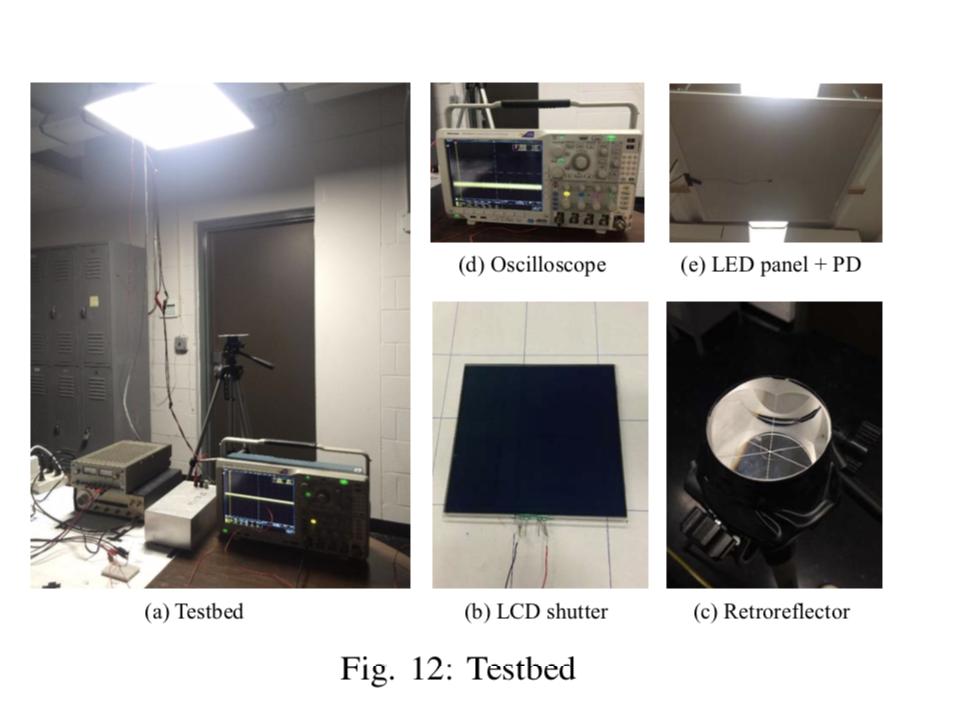 (d) Oscilloscope
(e) LED panel + PD
(a) Testbed
(b) LCD shutter
(c) Retroreflector
Fig. 12: Testbed